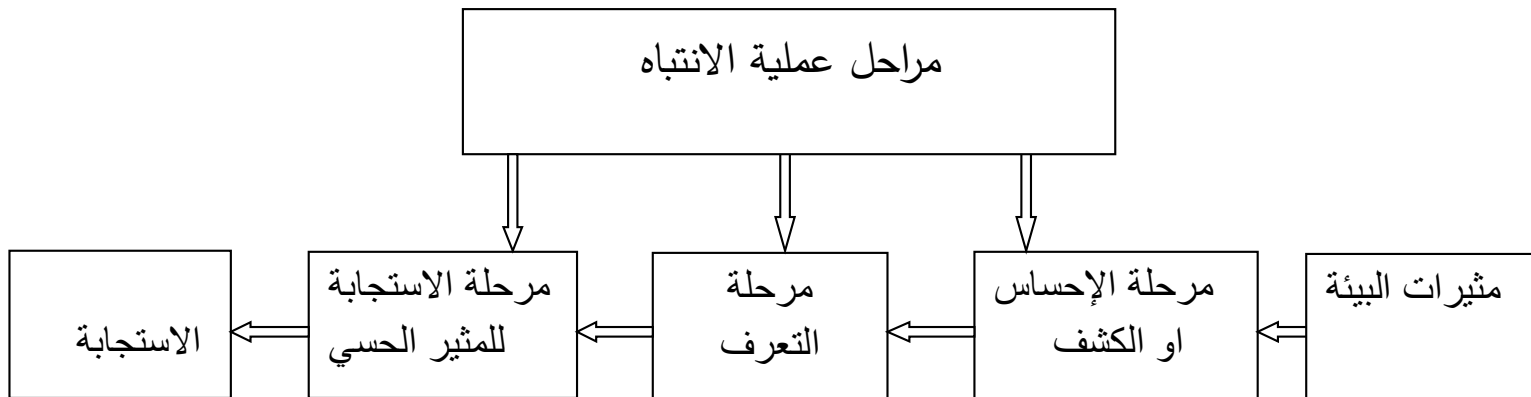 مراحل عملية الانتباه
مثيرات البيئة
مرحلة الإحساس
او الكشف
مرحلة
التعرف
مرحلة الاستجابة
للمثير الحسي
الاستجابة